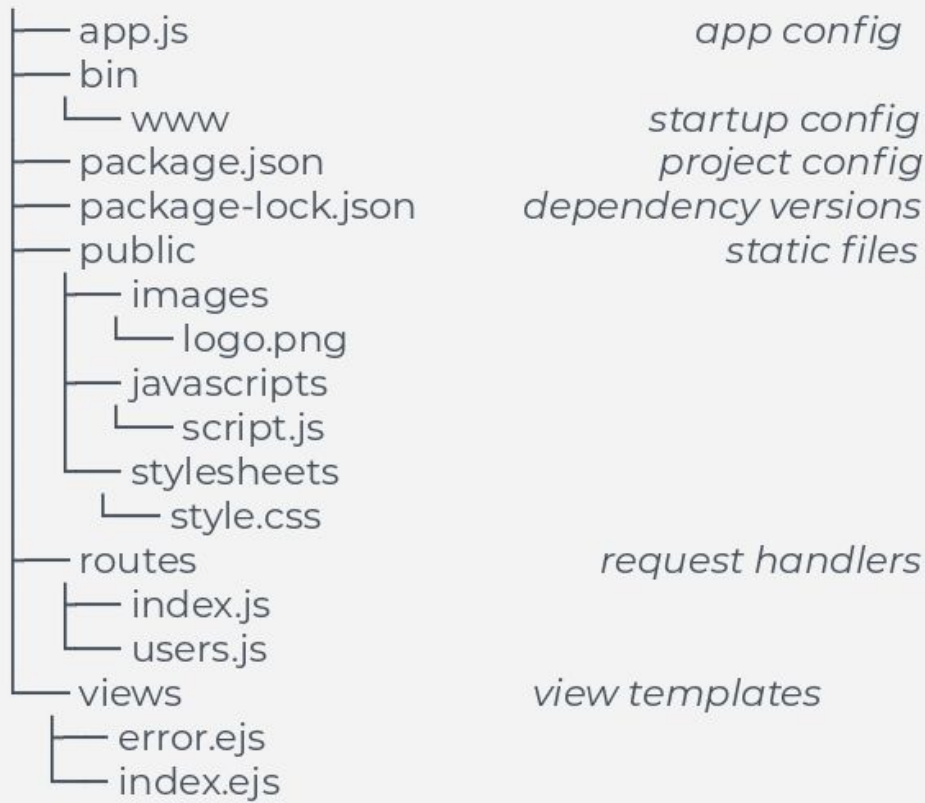 app.js app config
bin
www startup config
package.json project config
package-lock.json dependency versions
public static files
images
logo.png
javascripts
script.js
stylesheets
style.css
routes request handlers
index.js
users.js
views view templates
error.ejs
index.ejs